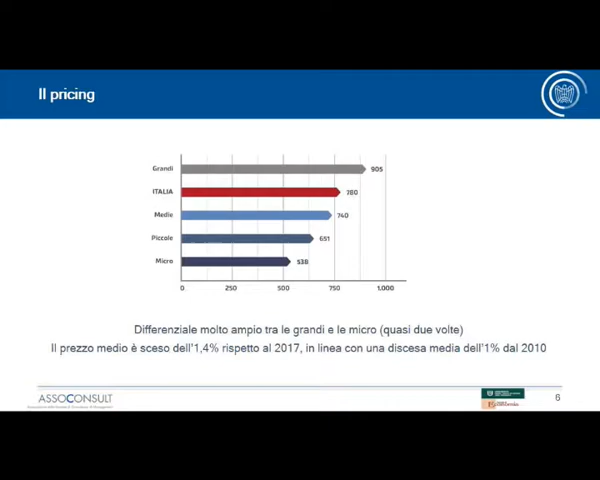 Il pricing
Grandi 905
ITALIA 780
Medie 740
Piccole 651
Micro 538
0 250 500 750 1.000
Differenziale molto ampio tra le grandi e le micro (quasi due volte)
Il prezzo medio è sceso dell'1,4% rispetto al 2017, in linea con una discesa media dell'1% dal 2010
ASSOCONSULT
6